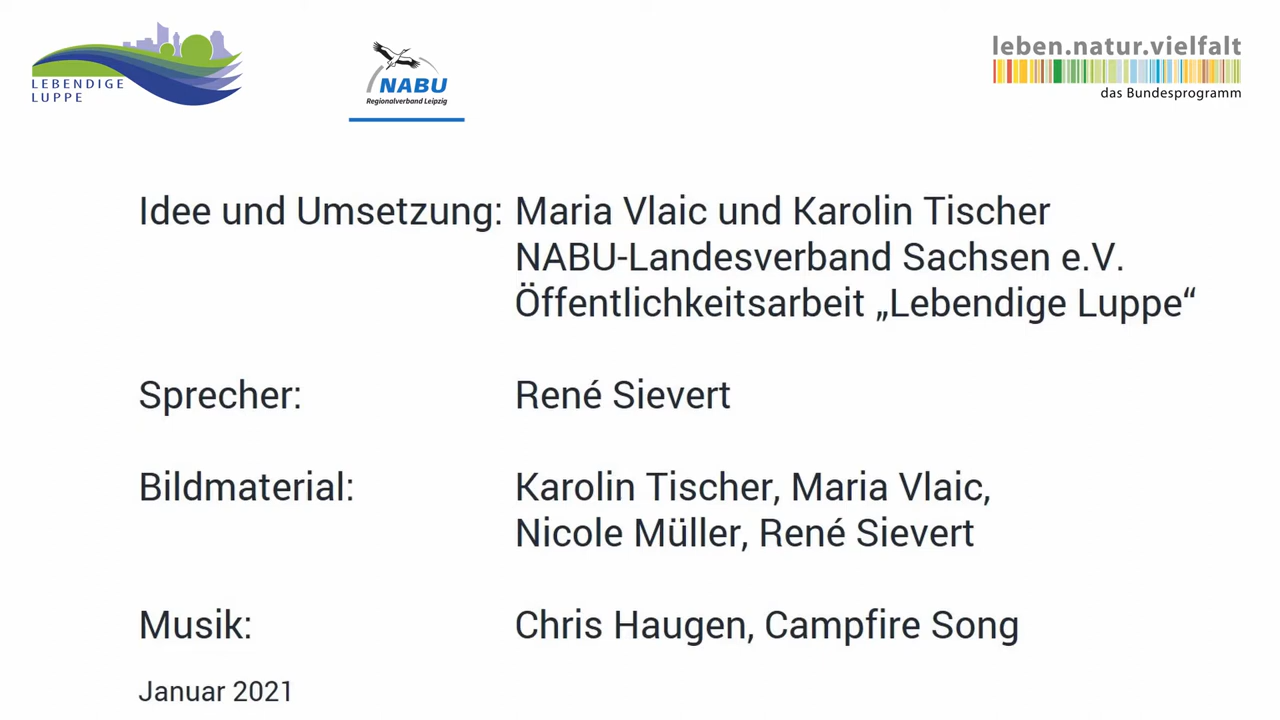 LEBENDIGE
LUPPE
NABU
Regionalverband Leipzig
leben.natur.vielfalt
das Bundesprogramm
Idee und Umsetzung: Maria Vlaic und Karolin Tischer
NABU-Landesverband Sachsen e.V.
Öffentlichkeitsarbeit „Lebendige Luppe“
Sprecher: René Sievert
Bildmaterial: Karolin Tischer, Maria Vlaic,
Nicole Müller, René Sievert
Musik: Chris Haugen, Campfire Song
Januar 2021